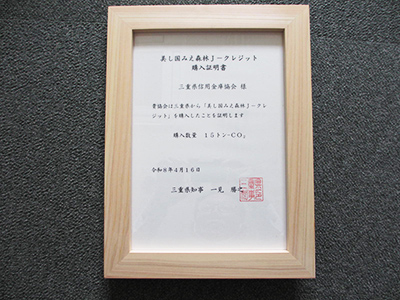 美し国みえ森林J－クレジット
購入証明書
三重県信用金庫協会 様
貴協会は三重県から「美し国みえ森林J－クレ
ジット」を購入したことを証明します
購入数量 15トン-CO₂
令和8年4月16日
三重県知事 一見 勝之